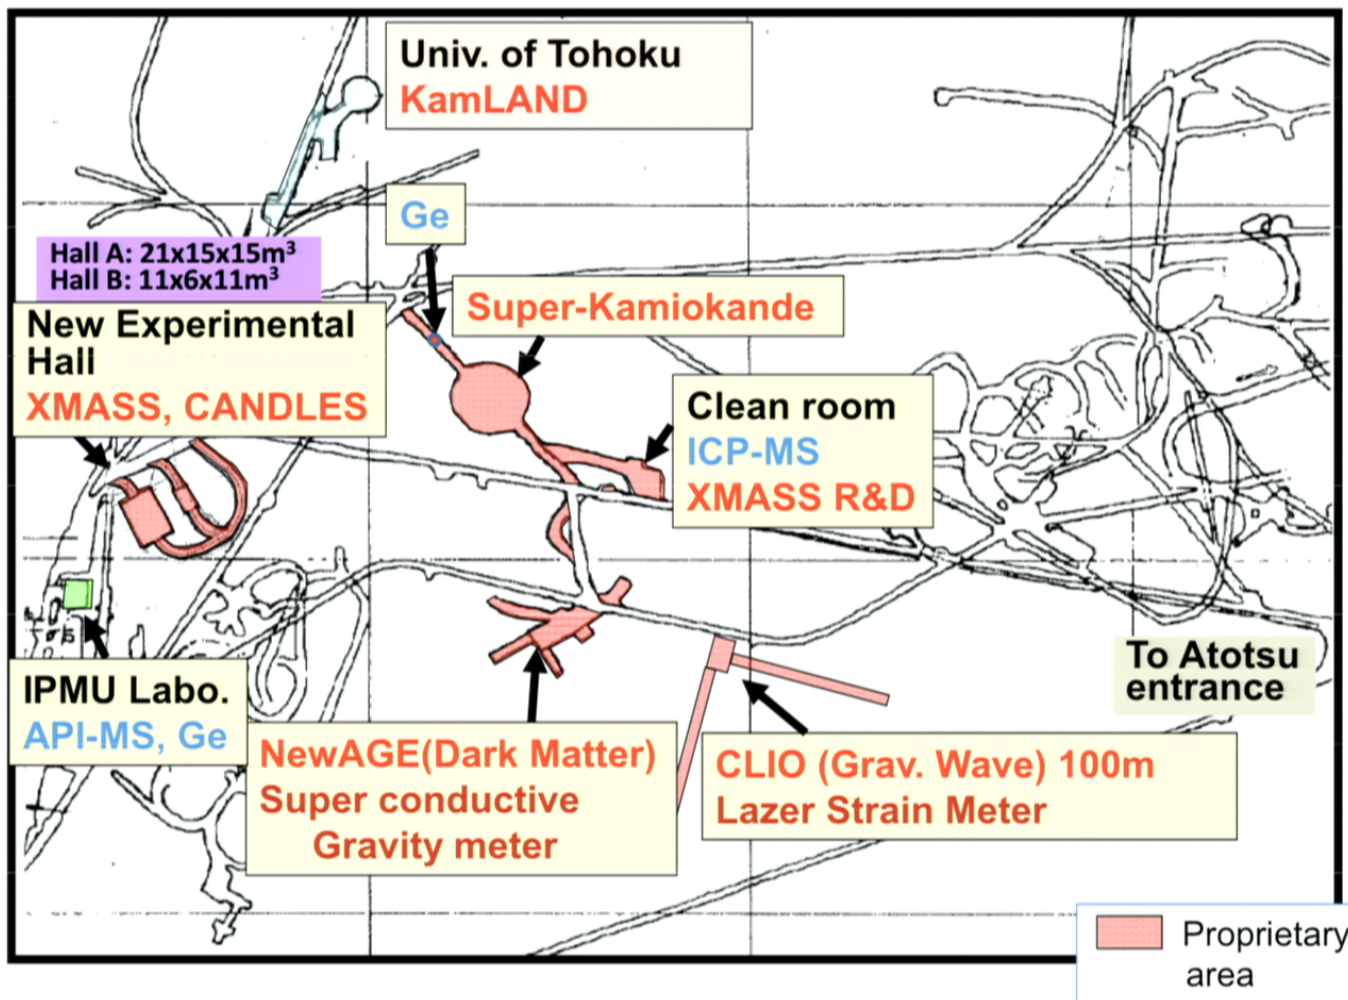 Univ. of Tohoku
KamLAND
Ge
Hall A: 21x15x15m³
Hall B: 11x6x11m³
Super-Kamiokande
New Experimental
Hall
XMASS, CANDLES
Clean room
ICP-MS
XMASS R&D
To Atotsu
entrance
IPMU Labo.
API-MS, Ge
NewAGE(Dark Matter)
Super conductive
Gravity meter
CLIO (Grav. Wave) 100m
Lazer Strain Meter
Proprietary
area